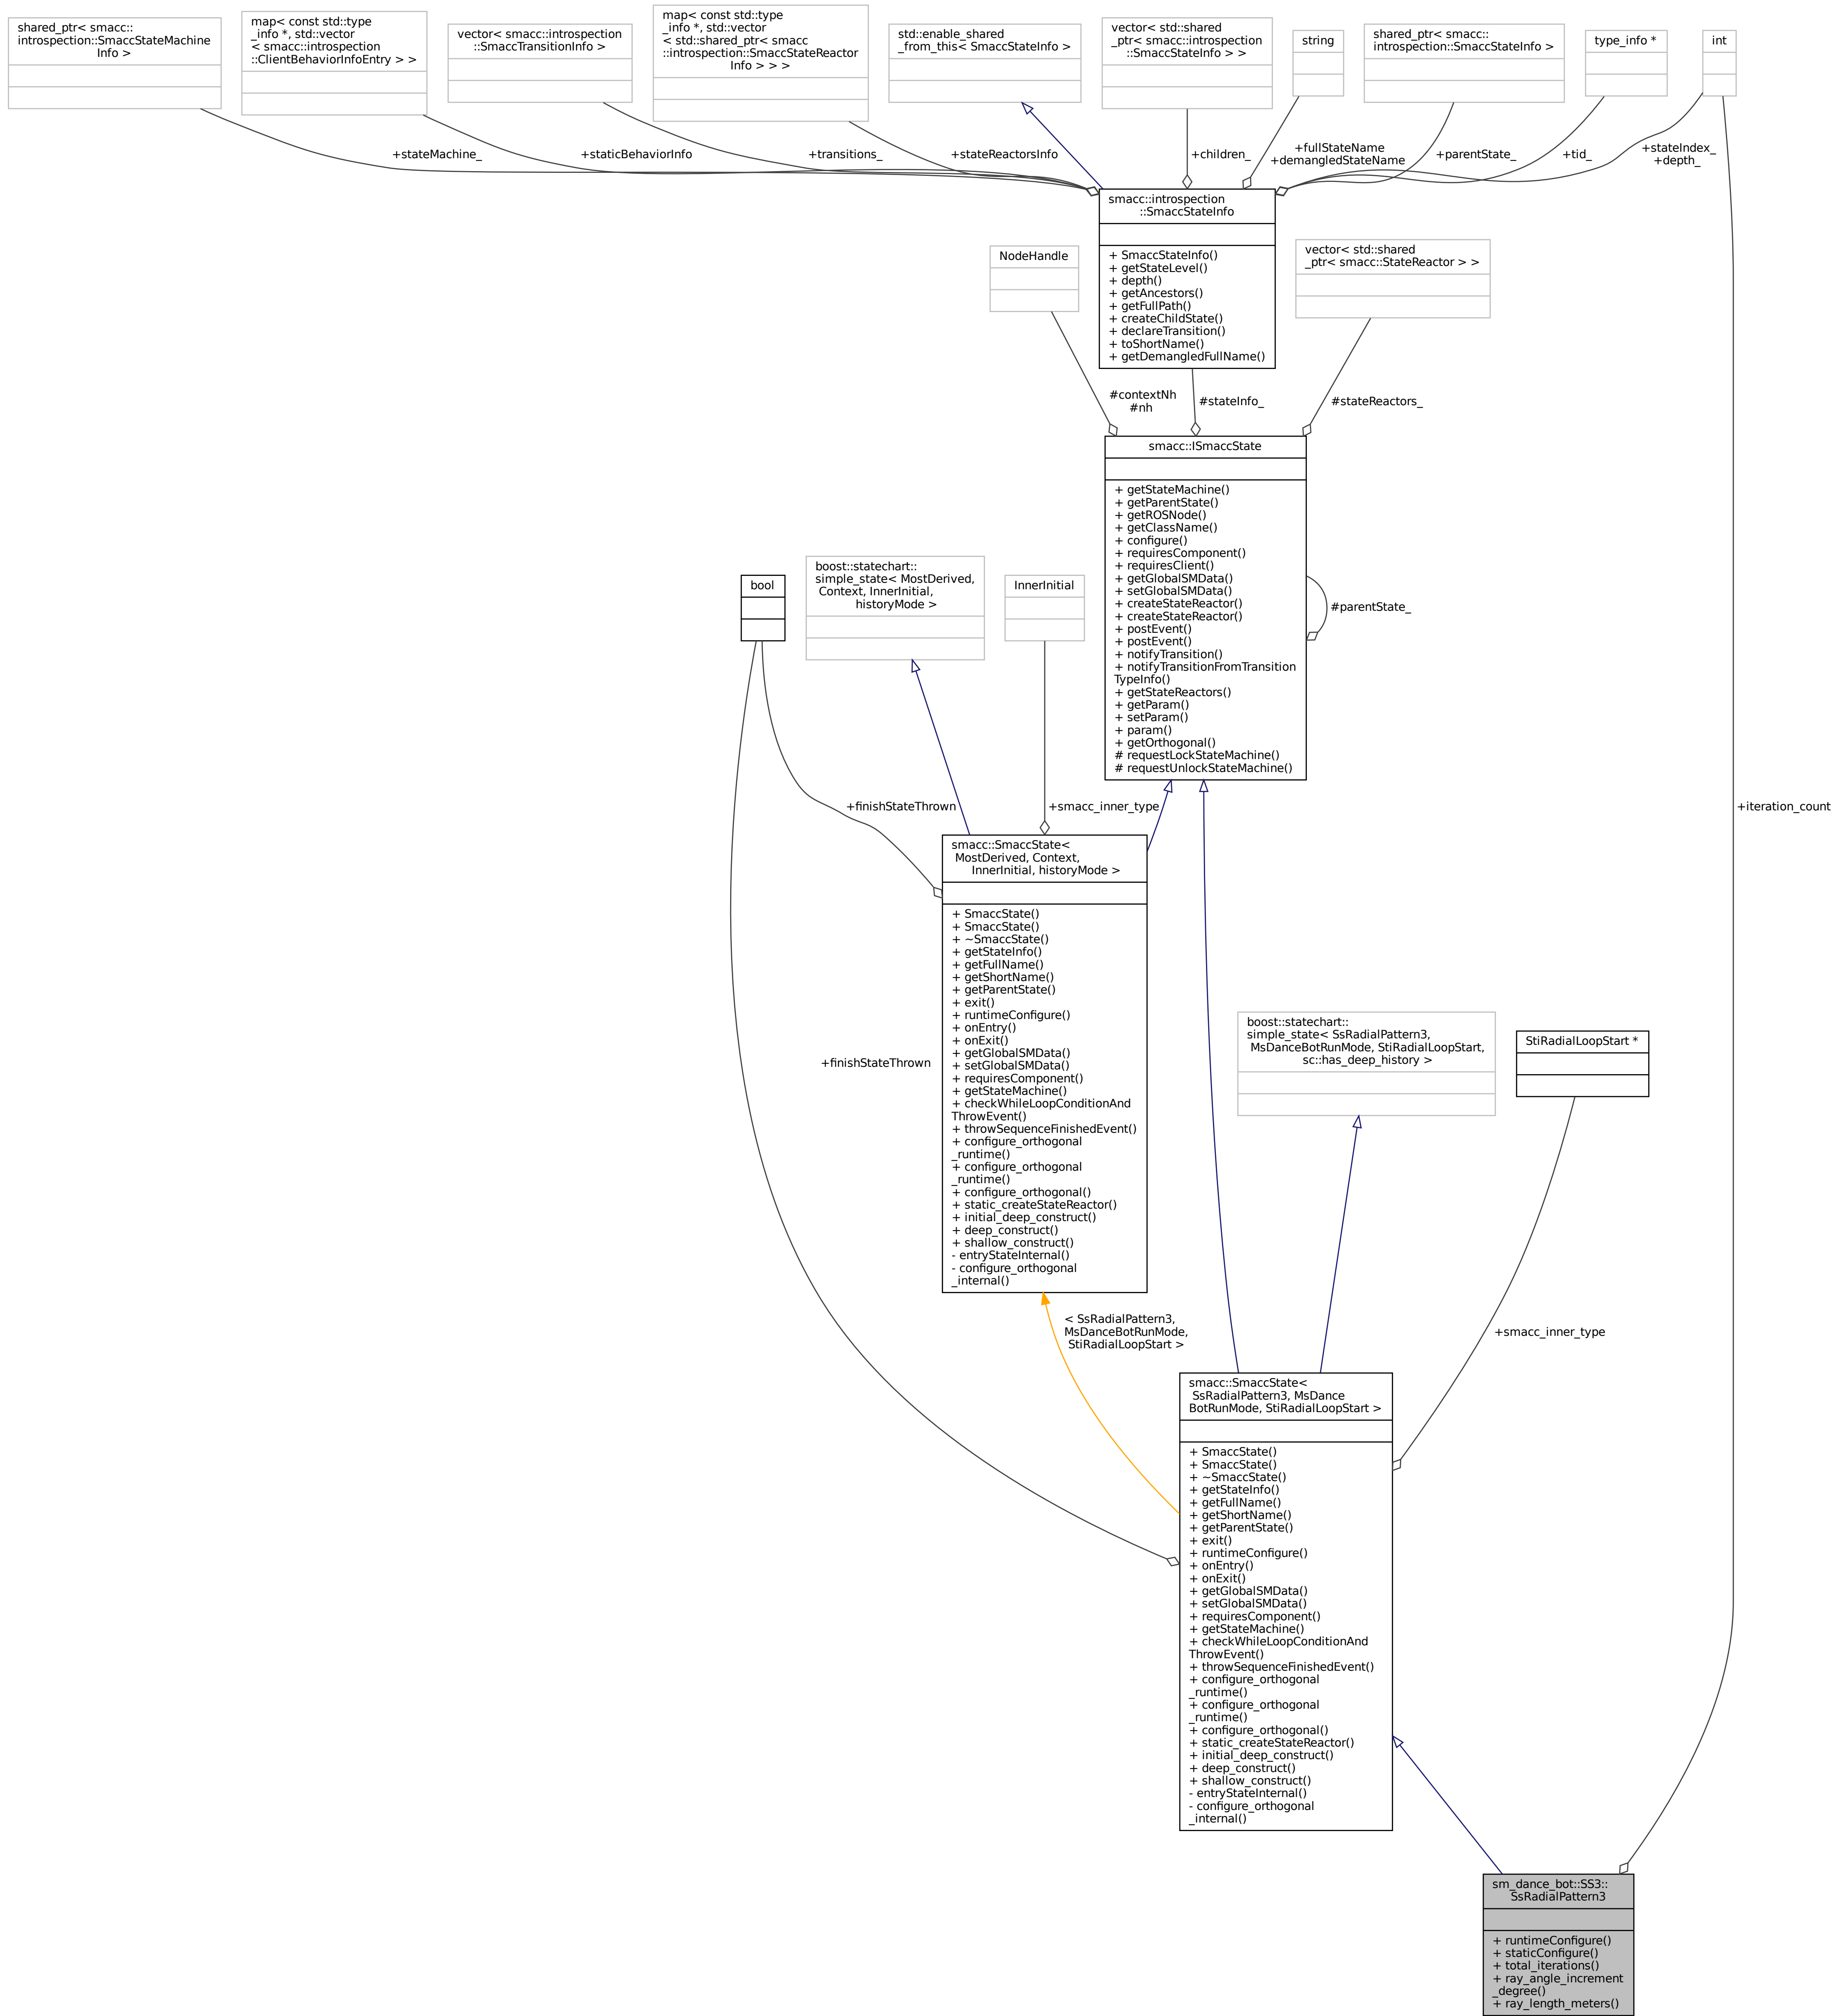 shared_ptr< smacc::
introspection::SmaccStateMachine
Info >
map< const std::type
_info *, std::vector
< smacc::introspection
::ClientBehaviorInfoEntry > >
vector< smacc::introspection
::SmaccTransitionInfo >
map< const std::type
_info *, std::vector
< std::shared_ptr< smacc
::introspection::SmaccStateReactor
Info > > >
std::enable_shared
_from_this< SmaccStateInfo >
vector< std::shared
_ptr< smacc::introspection
::SmaccStateInfo > >
string
shared_ptr< smacc::
introspection::SmaccStateInfo >
type_info *
int
+stateMachine_
+staticBehaviorInfo
+transitions_
+stateReactorsInfo
+children_
+fullStateName
+demangledStateName
+parentState_
+tid_
+stateIndex_
+depth_
smacc::introspection
::SmaccStateInfo
+ SmaccStateInfo()
+ getStateLevel()
+ depth()
+ getAncestors()
+ getFullPath()
+ createChildState()
+ declareTransition()
+ toShortName()
+ getDemangledFullName()
NodeHandle
vector< std::shared
_ptr< smacc::StateReactor > >
#contextNh
#nh
#stateInfo_
#stateReactors_
smacc::ISmaccState
+ getStateMachine()
+ getParentState()
+ getROSNode()
+ getClassName()
+ configure()
+ requiresComponent()
+ requiresClient()
+ getGlobalSMData()
+ setGlobalSMData()
+ createStateReactor()
+ createStateReactor()
+ postEvent()
+ postEvent()
+ notifyTransition()
+ notifyTransitionFromTransition
TypeInfo()
+ getStateReactors()
+ getParam()
+ setParam()
+ param()
+ getOrthogonal()
# requestLockStateMachine()
# requestUnlockStateMachine()
#parentState_
bool
boost::statechart::
simple_state< MostDerived,
Context, InnerInitial,
historyMode >
InnerInitial
+finishStateThrown
+smacc_inner_type
+iteration_count
smacc::SmaccState<
MostDerived, Context,
InnerInitial, historyMode >
+ SmaccState()
+ SmaccState()
+ ~SmaccState()
+ getStateInfo()
+ getFullName()
+ getShortName()
+ getParentState()
+ exit()
+ runtimeConfigure()
+ onEntry()
+ onExit()
+ getGlobalSMData()
+ setGlobalSMData()
+ requiresComponent()
+ getStateMachine()
+ checkWhileLoopConditionAnd
ThrowEvent()
+ throwSequenceFinishedEvent()
+ configure_orthogonal
_runtime()
+ configure_orthogonal
_runtime()
+ configure_orthogonal()
+ static_createStateReactor()
+ initial_deep_construct()
+ deep_construct()
+ shallow_construct()
- entryStateInternal()
- configure_orthogonal
_internal()
+finishStateThrown
boost::statechart::
simple_state< SsRadialPattern3,
MsDanceBotRunMode, StiRadialLoopStart,
sc::has_deep_history >
StiRadialLoopStart *
< SsRadialPattern3,
MsDanceBotRunMode,
StiRadialLoopStart >
+smacc_inner_type
smacc::SmaccState<
SsRadialPattern3, MsDance
BotRunMode, StiRadialLoopStart >
+ SmaccState()
+ SmaccState()
+ ~SmaccState()
+ getStateInfo()
+ getFullName()
+ getShortName()
+ getParentState()
+ exit()
+ runtimeConfigure()
+ onEntry()
+ onExit()
+ getGlobalSMData()
+ setGlobalSMData()
+ requiresComponent()
+ getStateMachine()
+ checkWhileLoopConditionAnd
ThrowEvent()
+ throwSequenceFinishedEvent()
+ configure_orthogonal
_runtime()
+ configure_orthogonal
_runtime()
+ configure_orthogonal()
+ static_createStateReactor()
+ initial_deep_construct()
+ deep_construct()
+ shallow_construct()
- entryStateInternal()
- configure_orthogonal
_internal()
sm_dance_bot::SS3::
SsRadialPattern3
+ runtimeConfigure()
+ staticConfigure()
+ total_iterations()
+ ray_angle_increment
_degree()
+ ray_length_meters()